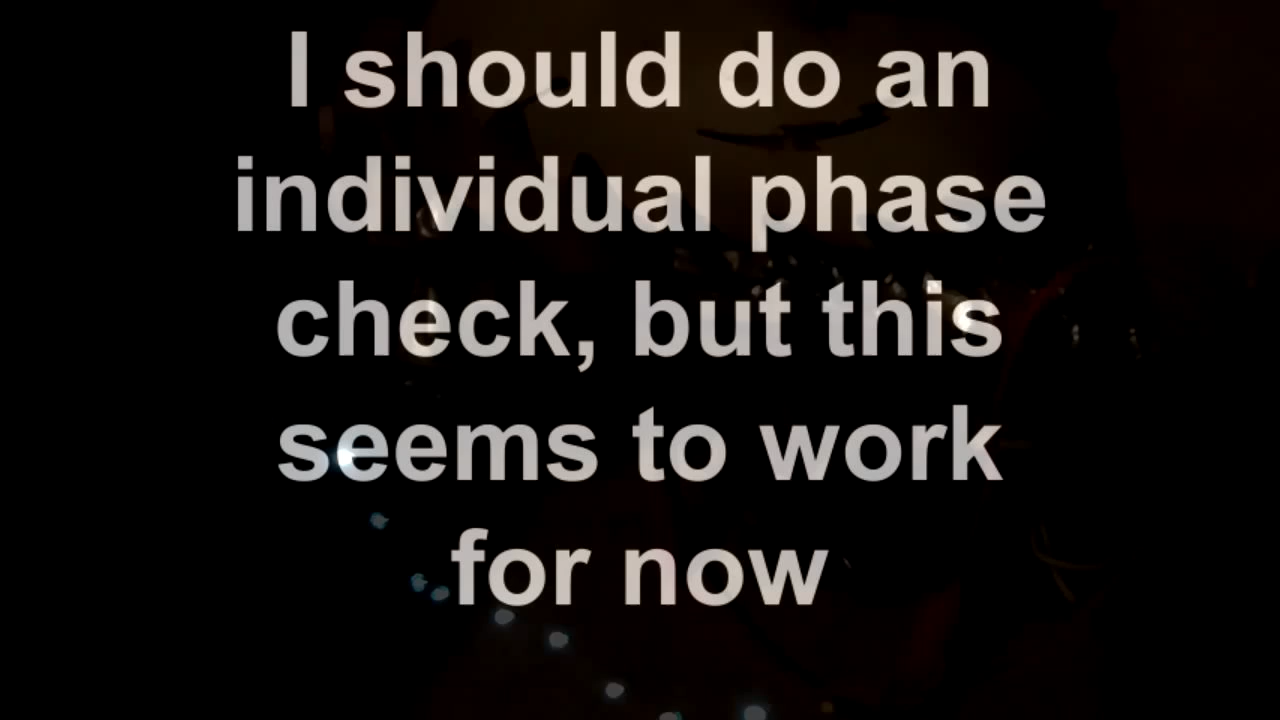 I should do an
individual phase
check, but this
seems to work
for now